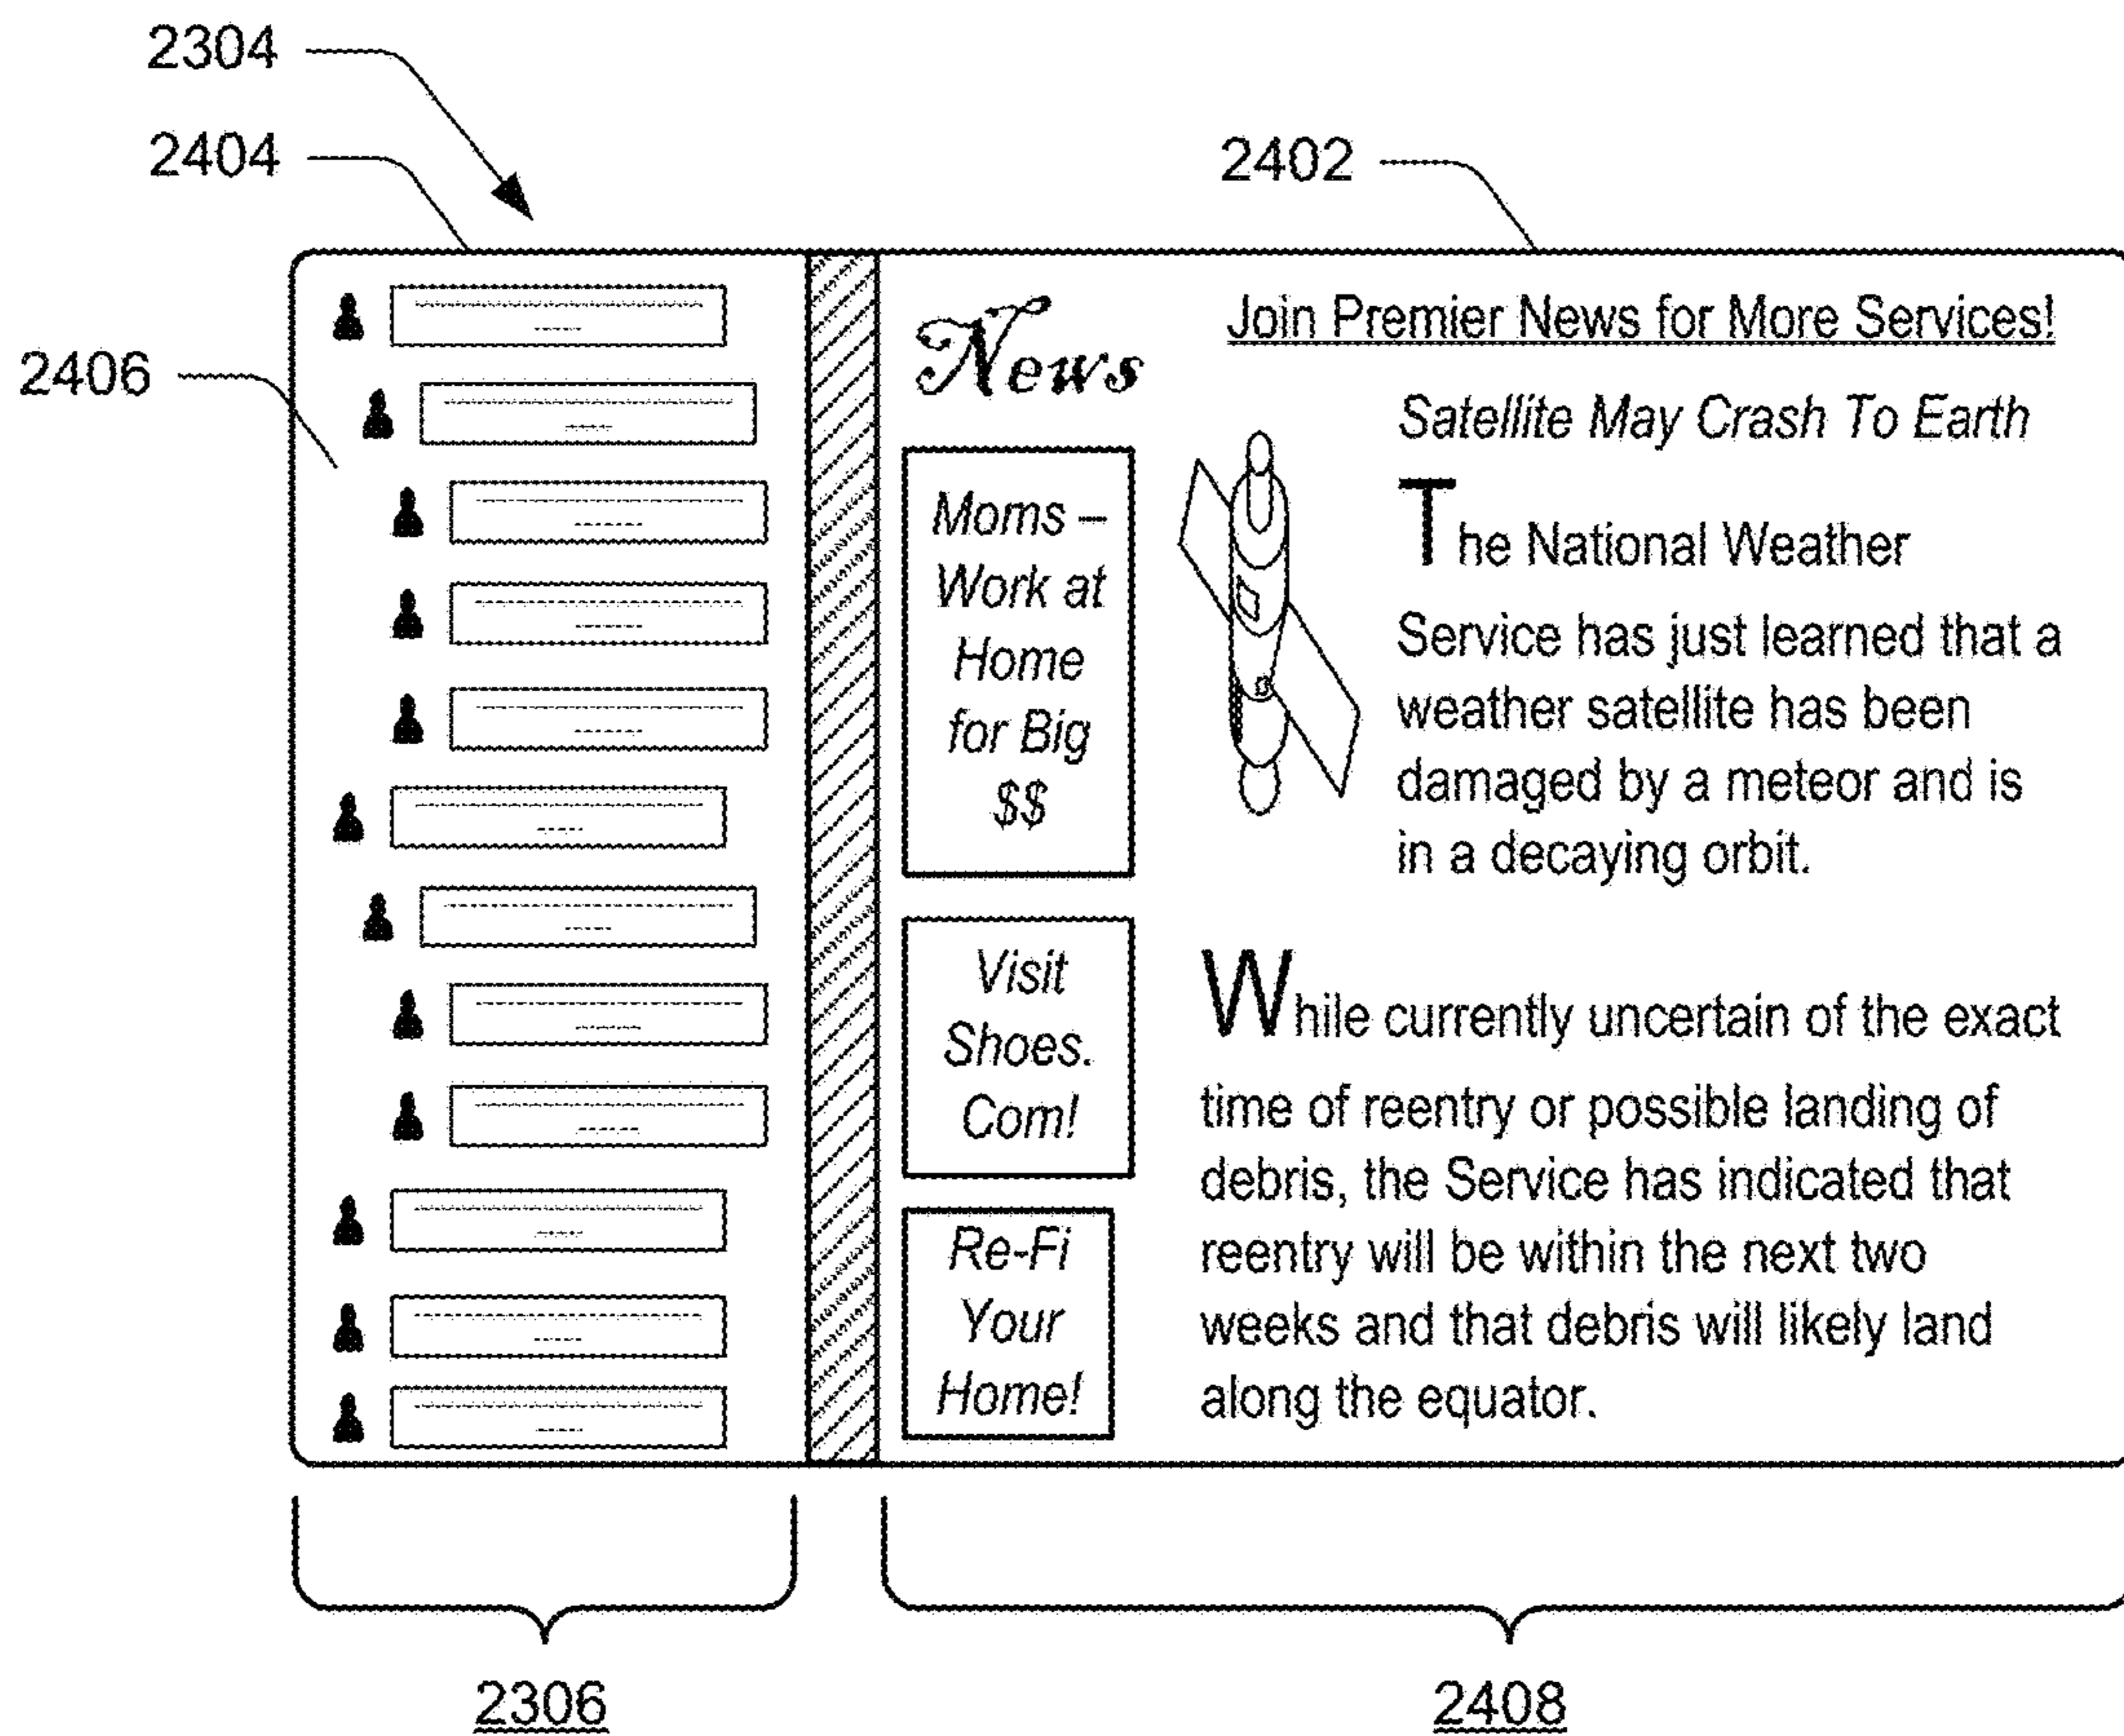 2304
2404
2402
2406
News
Join Premier News for More Services!
Satellite May Crash To Earth
The National Weather
Service has just learned that a
weather satellite has been
damaged by a meteor and is
in a decaying orbit.
Moms –
Work at
Home
for Big
$$
Visit
Shoes.
Com!
Re-Fi
Your
Home!
While currently uncertain of the exact
time of reentry or possible landing of
debris, the Service has indicated that
reentry will be within the next two
weeks and that debris will likely land
along the equator.
2306
2408